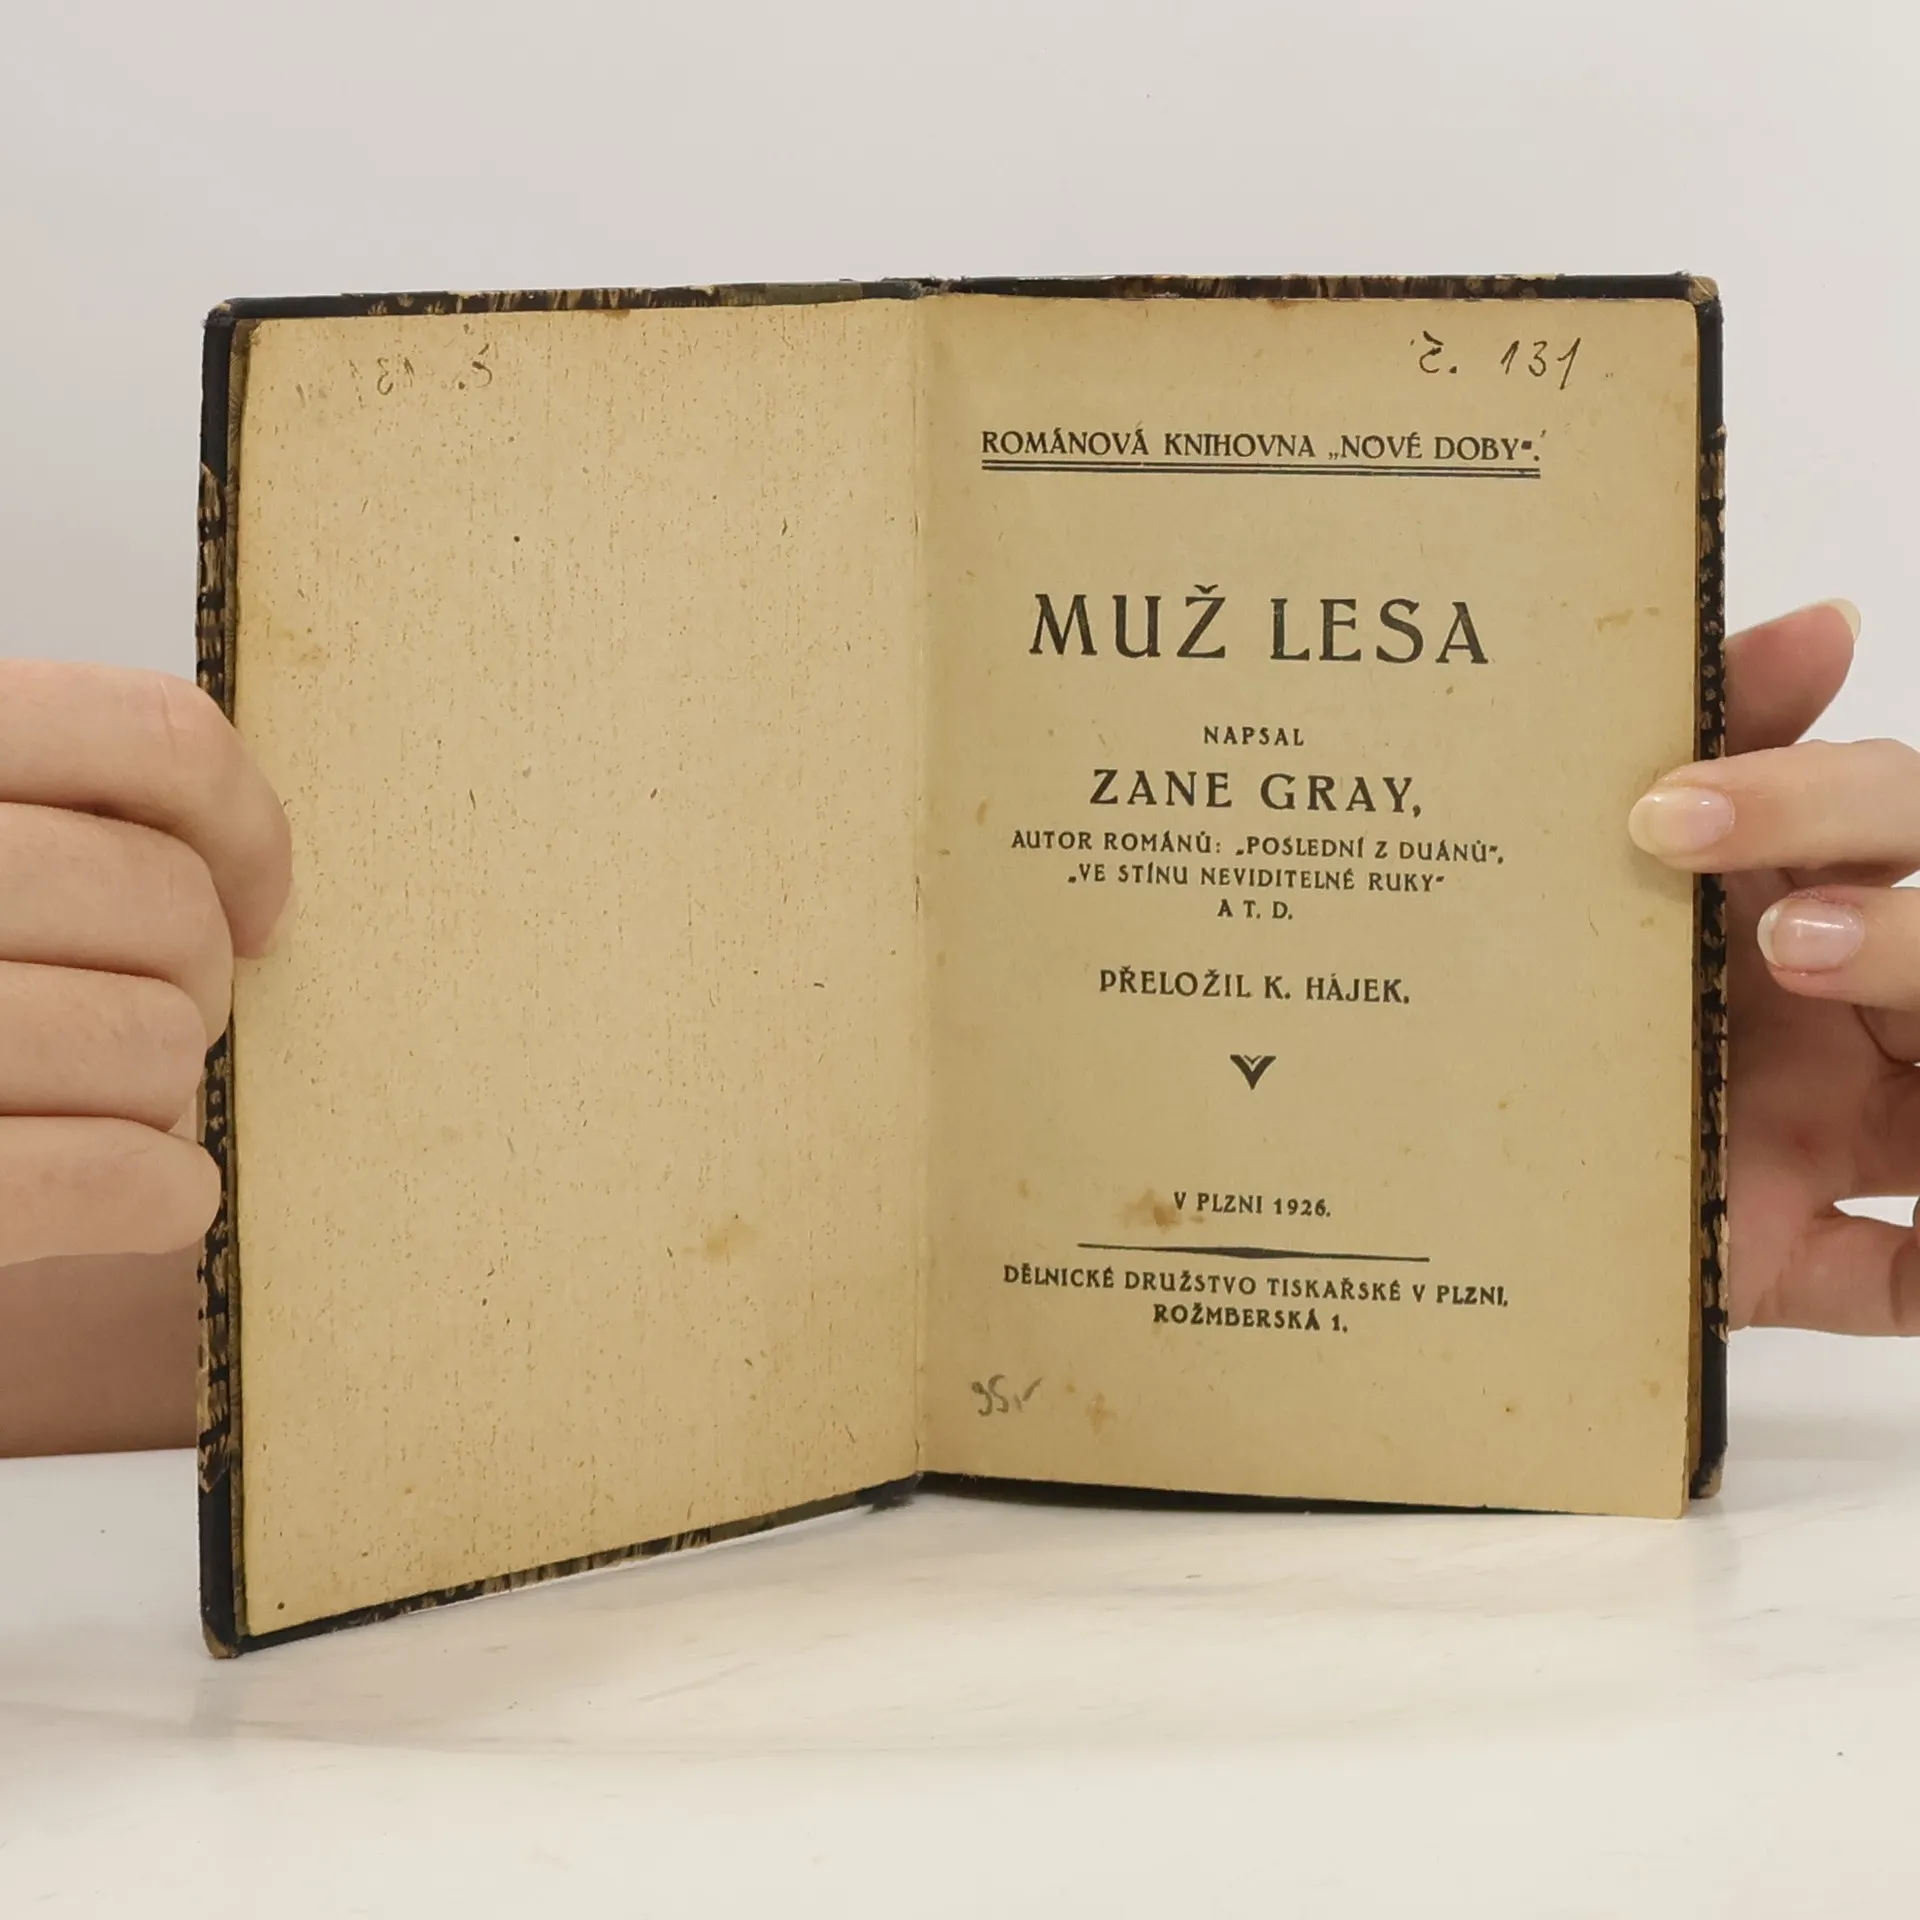 č. 131
ROMÁNOVÁ KNIHOVNA „NOVÉ DOBY“.
MUŽ LESA
NAPSAL
ZANE GRAY,
AUTOR ROMÁNŮ: „POSLEDNÍ Z DUÁNŮ“,
„VE STÍNU NEVIDITELNÉ RUKY“
A T. D.
PŘELOŽIL K. HÁJEK.
V PLZNI 1926.
DĚLNICKÉ DRUŽSTVO TISKAŘSKÉ V PLZNI,
ROŽMBERSKÁ 1.